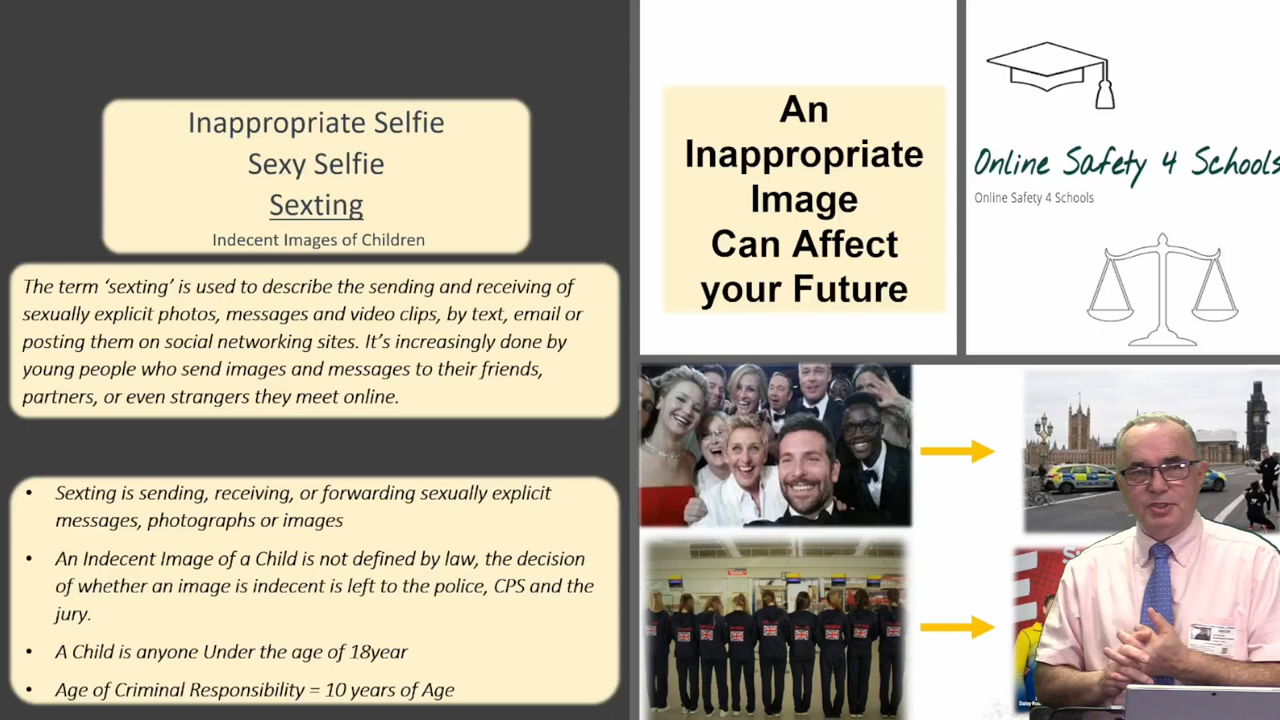 Inappropriate Selfie
Sexy Selfie
Sexting
Indecent Images of Children
The term ‘sexting’ is used to describe the sending and receiving of
sexually explicit photos, messages and video clips, by text, email or
posting them on social networking sites. It’s increasingly done by
young people who send images and messages to their friends,
partners, or even strangers they meet online.
• Sexting is sending, receiving, or forwarding sexually explicit
messages, photographs or images
• An Indecent Image of a Child is not defined by law, the decision
of whether an image is indecent is left to the police, CPS and the
jury.
• A Child is anyone Under the age of 18year
• Age of Criminal Responsibility = 10 years of Age
An
Inappropriate
Image
Can Affect
your Future
Online Safety 4 Schools
Online Safety 4 Schools